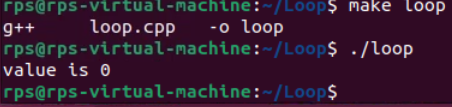 rps@rps-virtual-machine:~/Loop$ make loop
g++     loop.cpp   -o loop
rps@rps-virtual-machine:~/Loop$ ./loop
value is 0
rps@rps-virtual-machine:~/Loop$